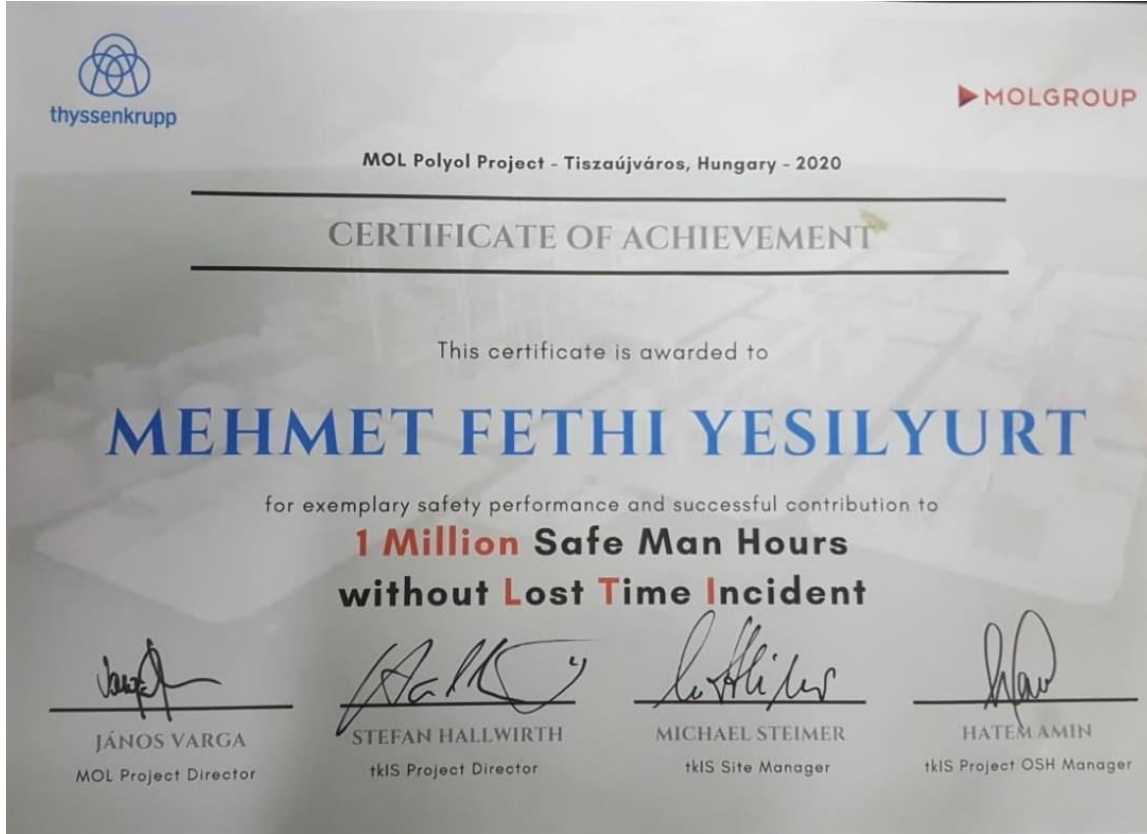 thyssenkrupp
MOLGROUP
MOL Polyol Project - Tiszaújváros, Hungary - 2020
CERTIFICATE OF ACHIEVEMENT
This certificate is awarded to
MEHMET FETHI YESILYURT
for exemplary safety performance and successful contribution to
1 Million Safe Man Hours
without Lost Time Incident
JÁNOS VARGA
MOL Project Director
STEFAN HALLWIRTH
tkIS Project Director
MICHAEL STEIMER
tkIS Site Manager
HATEM AMIN
tkIS Project OSH Manager